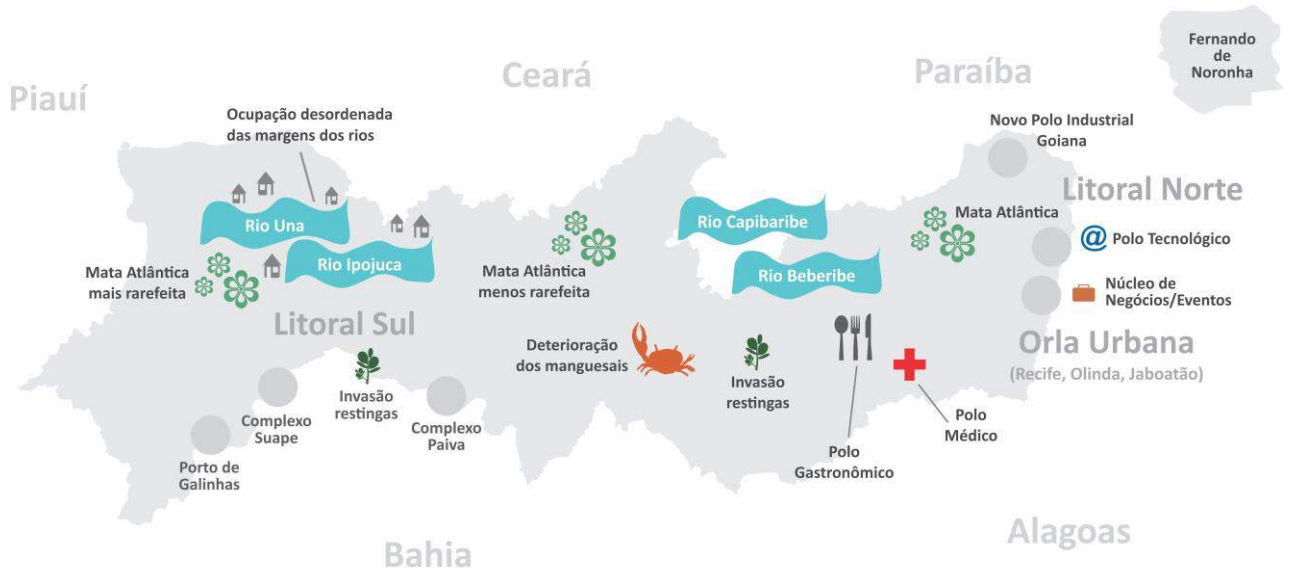 Fernando
de
Noronha
Piauí
Ceará
Paraíba
Ocupação desordenada
das margens dos rios
Novo Polo Industrial
Goiana
Litoral Norte
Rio Una
Rio Ipojuca
Rio Capibaribe
Rio Beberibe
Mata Atlântica
@ Polo Tecnológico
Mata Atlântica
mais rarefeita
Mata Atlântica
menos rarefeita
Núcleo de
Negócios/Eventos
Litoral Sul
Orla Urbana
(Recife, Olinda, Jaboatão)
Deterioração
dos manguesais
Invasão
restingas
Invasão
restingas
Complexo
Suape
Complexo
Paiva
Porto de
Galinhas
Polo
Gastronômico
Polo
Médico
Bahia
Alagoas